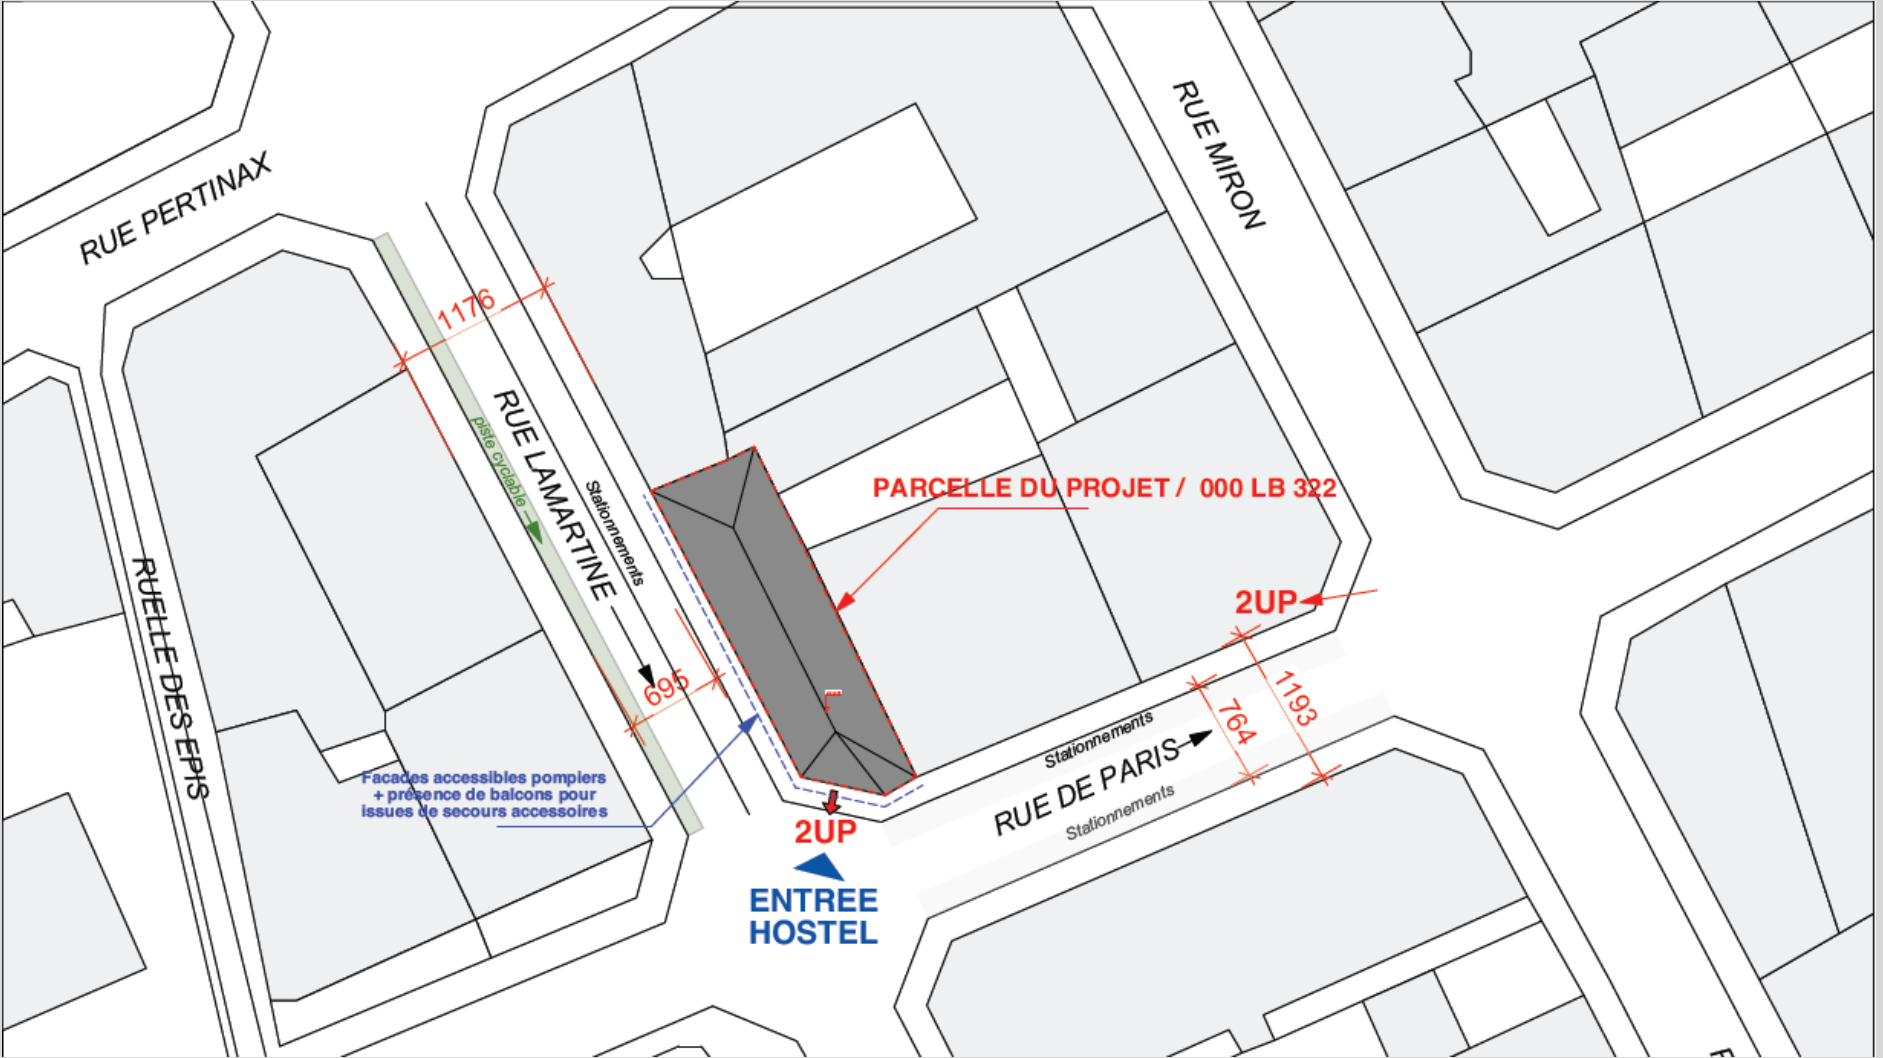 RUE PERTINAX
RUE MIRON
1176
RUE LAMARTINE
piste cyclable
Stationnements
PARCELLE DU PROJET / 000 LB 322
RUELLE DES EPIS
2UP
695
1193
764
Stationnements
RUE DE PARIS
Stationnements
Facades accessibles pompiers
+ présence de balcons pour
issues de secours accessoires
2UP
ENTREE
HOSTEL